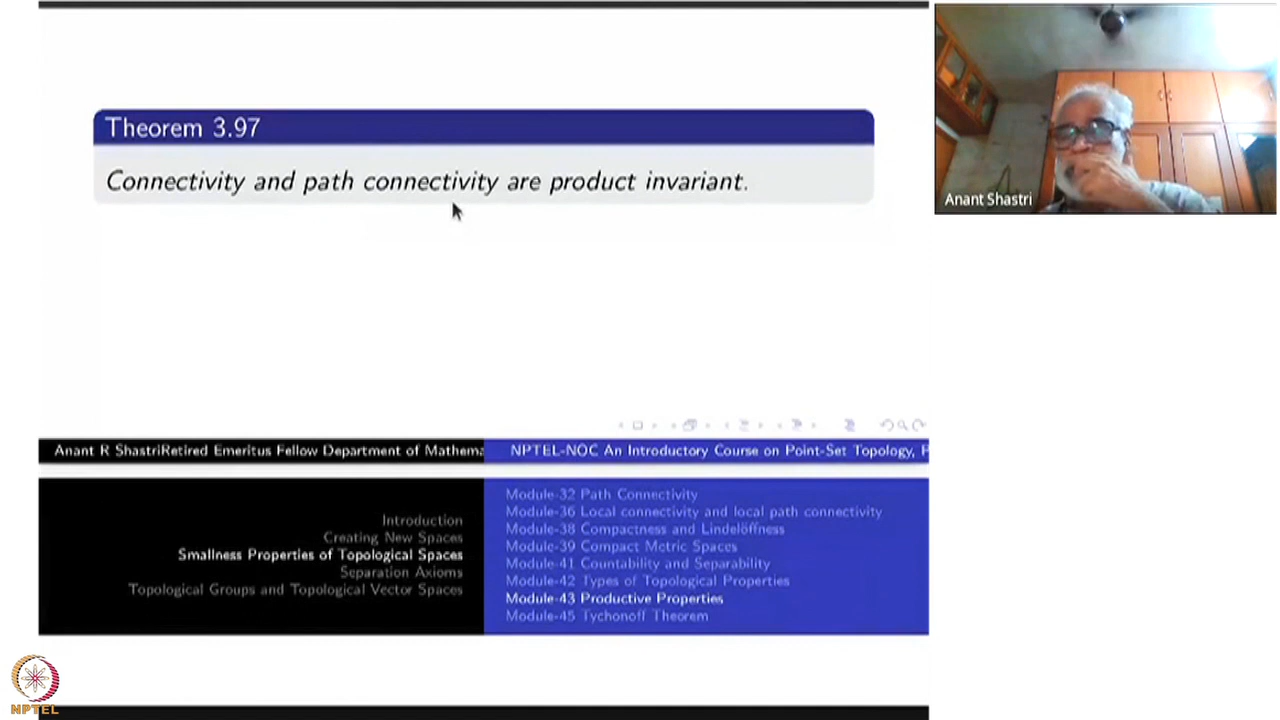 Theorem 3.97
Connectivity and path connectivity are product invariant.
Anant Shastri
Anant R ShastriRetired Emeritus Fellow Department of Mathema
NPTEL-NOC An Introductory Course on Point-Set Topology, P
Introduction
Creating New Spaces
Smallness Properties of Topological Spaces
Separation Axioms
Topological Groups and Topological Vector Spaces
Module-32 Path Connectivity
Module-36 Local connectivity and local path connectivity
Module-38 Compactness and Lindelöffness
Module-39 Compact Metric Spaces
Module-41 Countability and Separability
Module-42 Types of Topological Properties
Module-43 Productive Properties
Module-45 Tychonoff Theorem
NPTEL